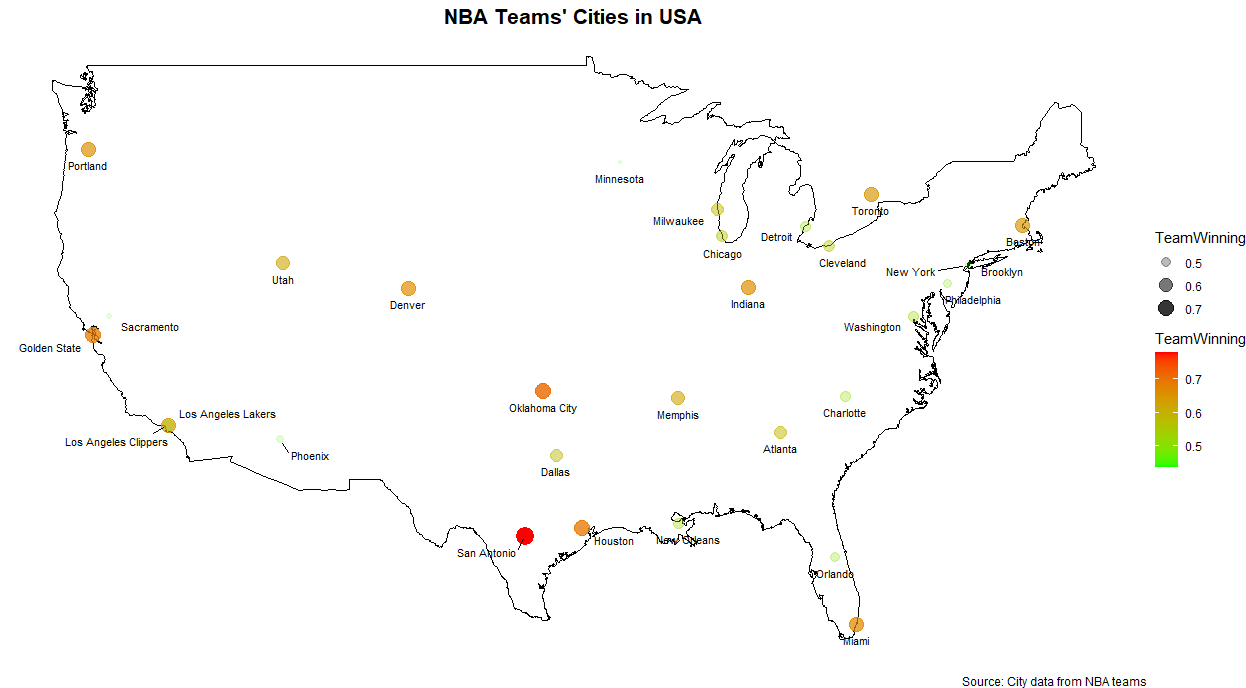 NBA Teams' Cities in USA
Portland
Minnesota
Toronto
Milwaukee
Detroit
Boston
Chicago
Cleveland
New York
Brooklyn
Utah
Denver
Indiana
Philadelphia
Sacramento
Washington
Golden State
Oklahoma City
Memphis
Charlotte
Los Angeles Lakers
Los Angeles Clippers
Phoenix
Atlanta
Dallas
San Antonio
Houston
New Orleans
Orlando
Miami
TeamWinning
0.5
0.6
0.7
TeamWinning
0.7
0.6
0.5
Source: City data from NBA teams